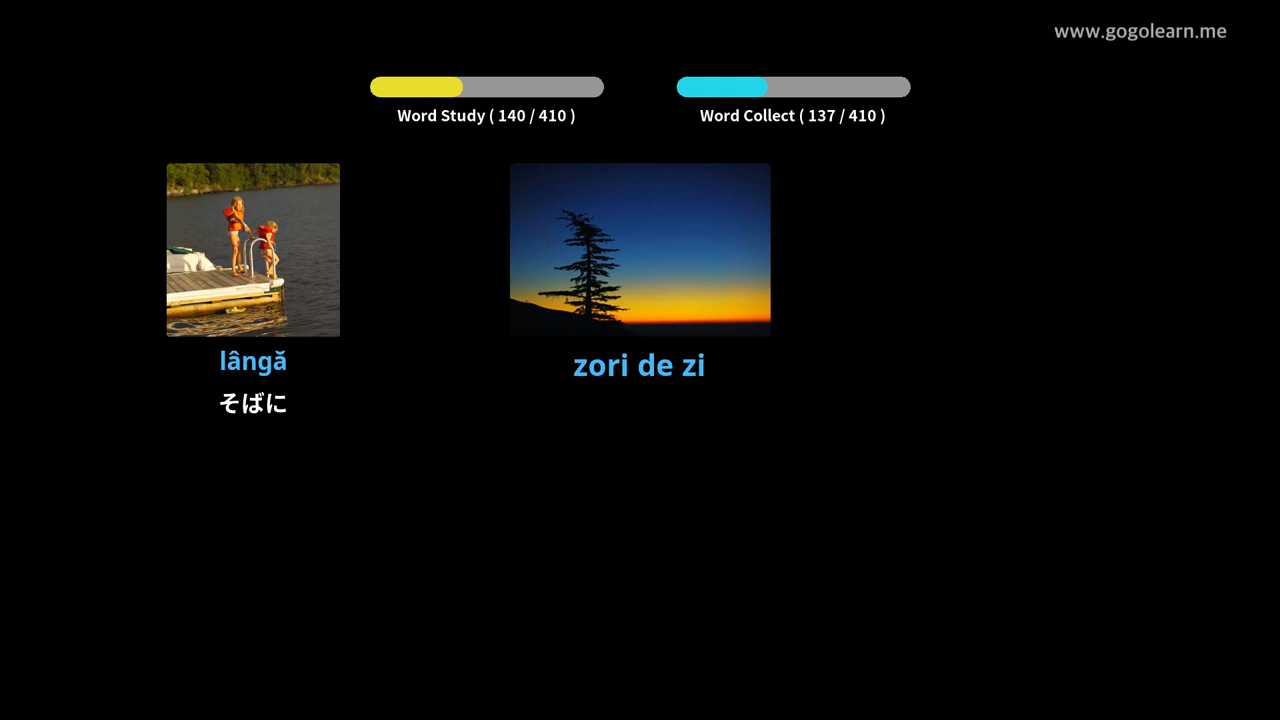 www.gogolearn.me
Word Study ( 140 / 410 )
Word Collect ( 137 / 410 )
lângă
そばに
zori de zi